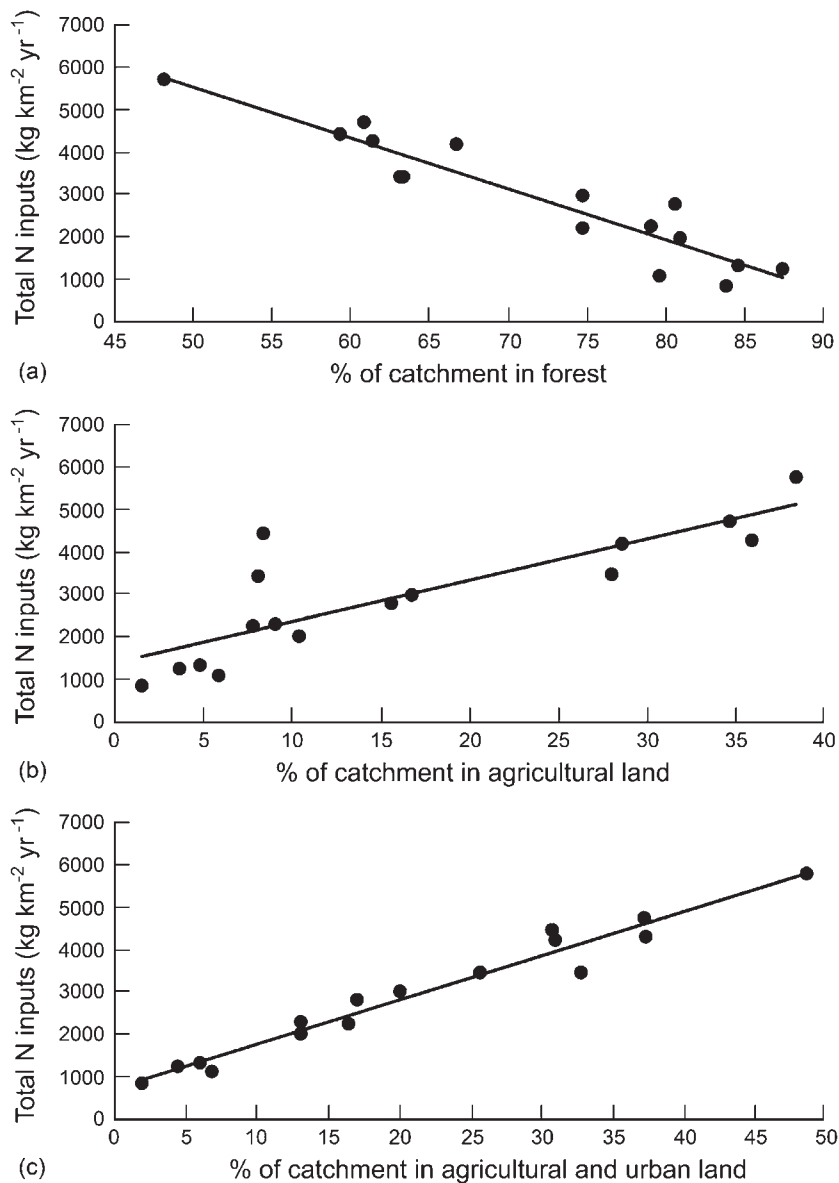 Total N inputs (kg km-2 yr-1)
7000
6000
5000
4000
3000
2000
1000
0
45 50 55 60 65 70 75 80 85 90
(a) % of catchment in forest
Total N inputs (kg km-2 yr-1)
7000
6000
5000
4000
3000
2000
1000
0
0 5 10 15 20 25 30 35 40
(b) % of catchment in agricultural land
Total N inputs (kg km-2 yr-1)
7000
6000
5000
4000
3000
2000
1000
0
0 5 10 15 20 25 30 35 40 45 50
(c) % of catchment in agricultural and urban land